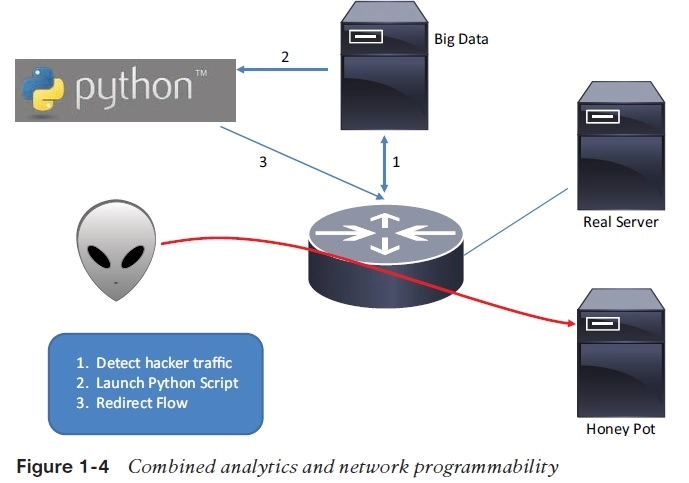 Big Data
2
python™
1
3
Real Server
1. Detect hacker traffic
2. Launch Python Script
3. Redirect Flow
Honey Pot
Figure 1-4 Combined analytics and network programmability